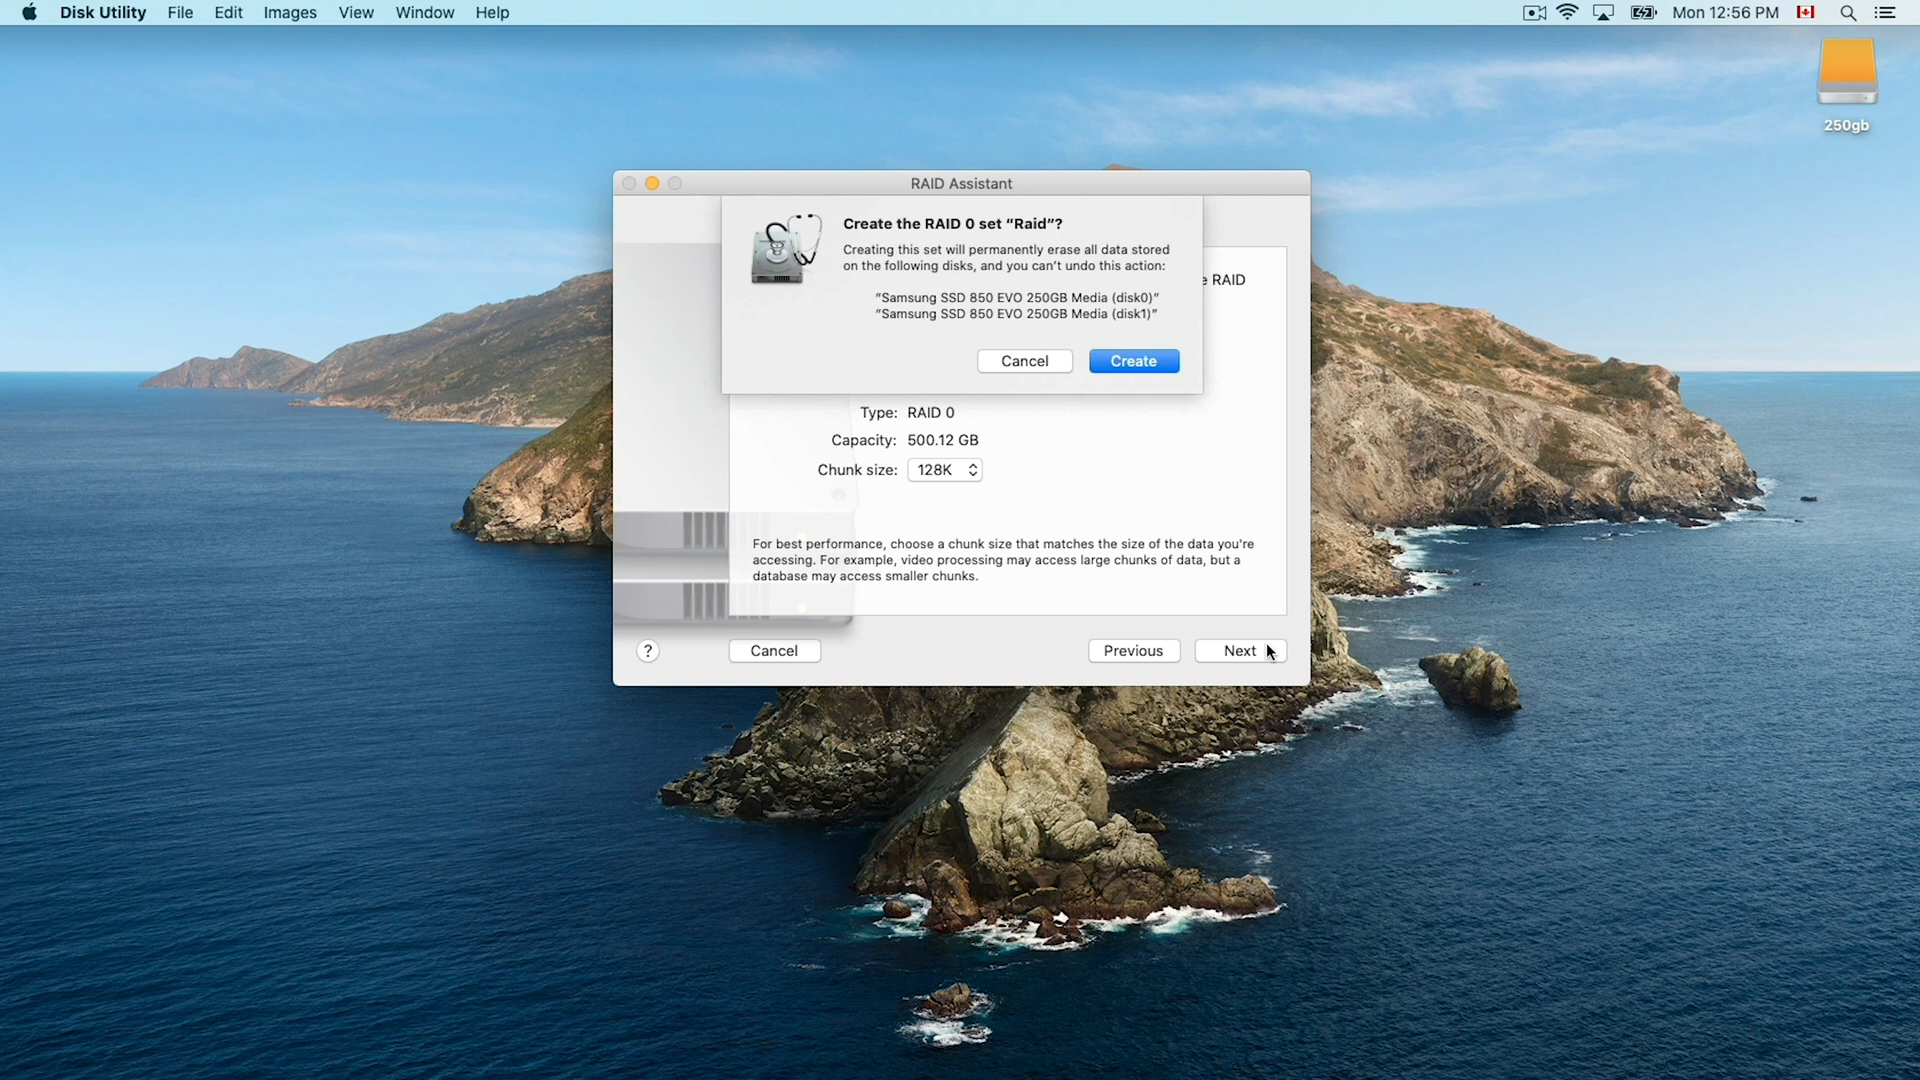 Disk Utility File Edit Images View Window Help Mon 12:56 PM
250gb
RAID Assistant
Create the RAID 0 set “Raid”?
Creating this set will permanently erase all data stored
on the following disks, and you can’t undo this action:
“Samsung SSD 850 EVO 250GB Media (disk0)”
“Samsung SSD 850 EVO 250GB Media (disk1)”
Cancel Create
RAID
Type: RAID 0
Capacity: 500.12 GB
Chunk size: 128K
For best performance, choose a chunk size that matches the size of the data you're
accessing. For example, video processing may access large chunks of data, but a
database may access smaller chunks.
? Cancel Previous Next